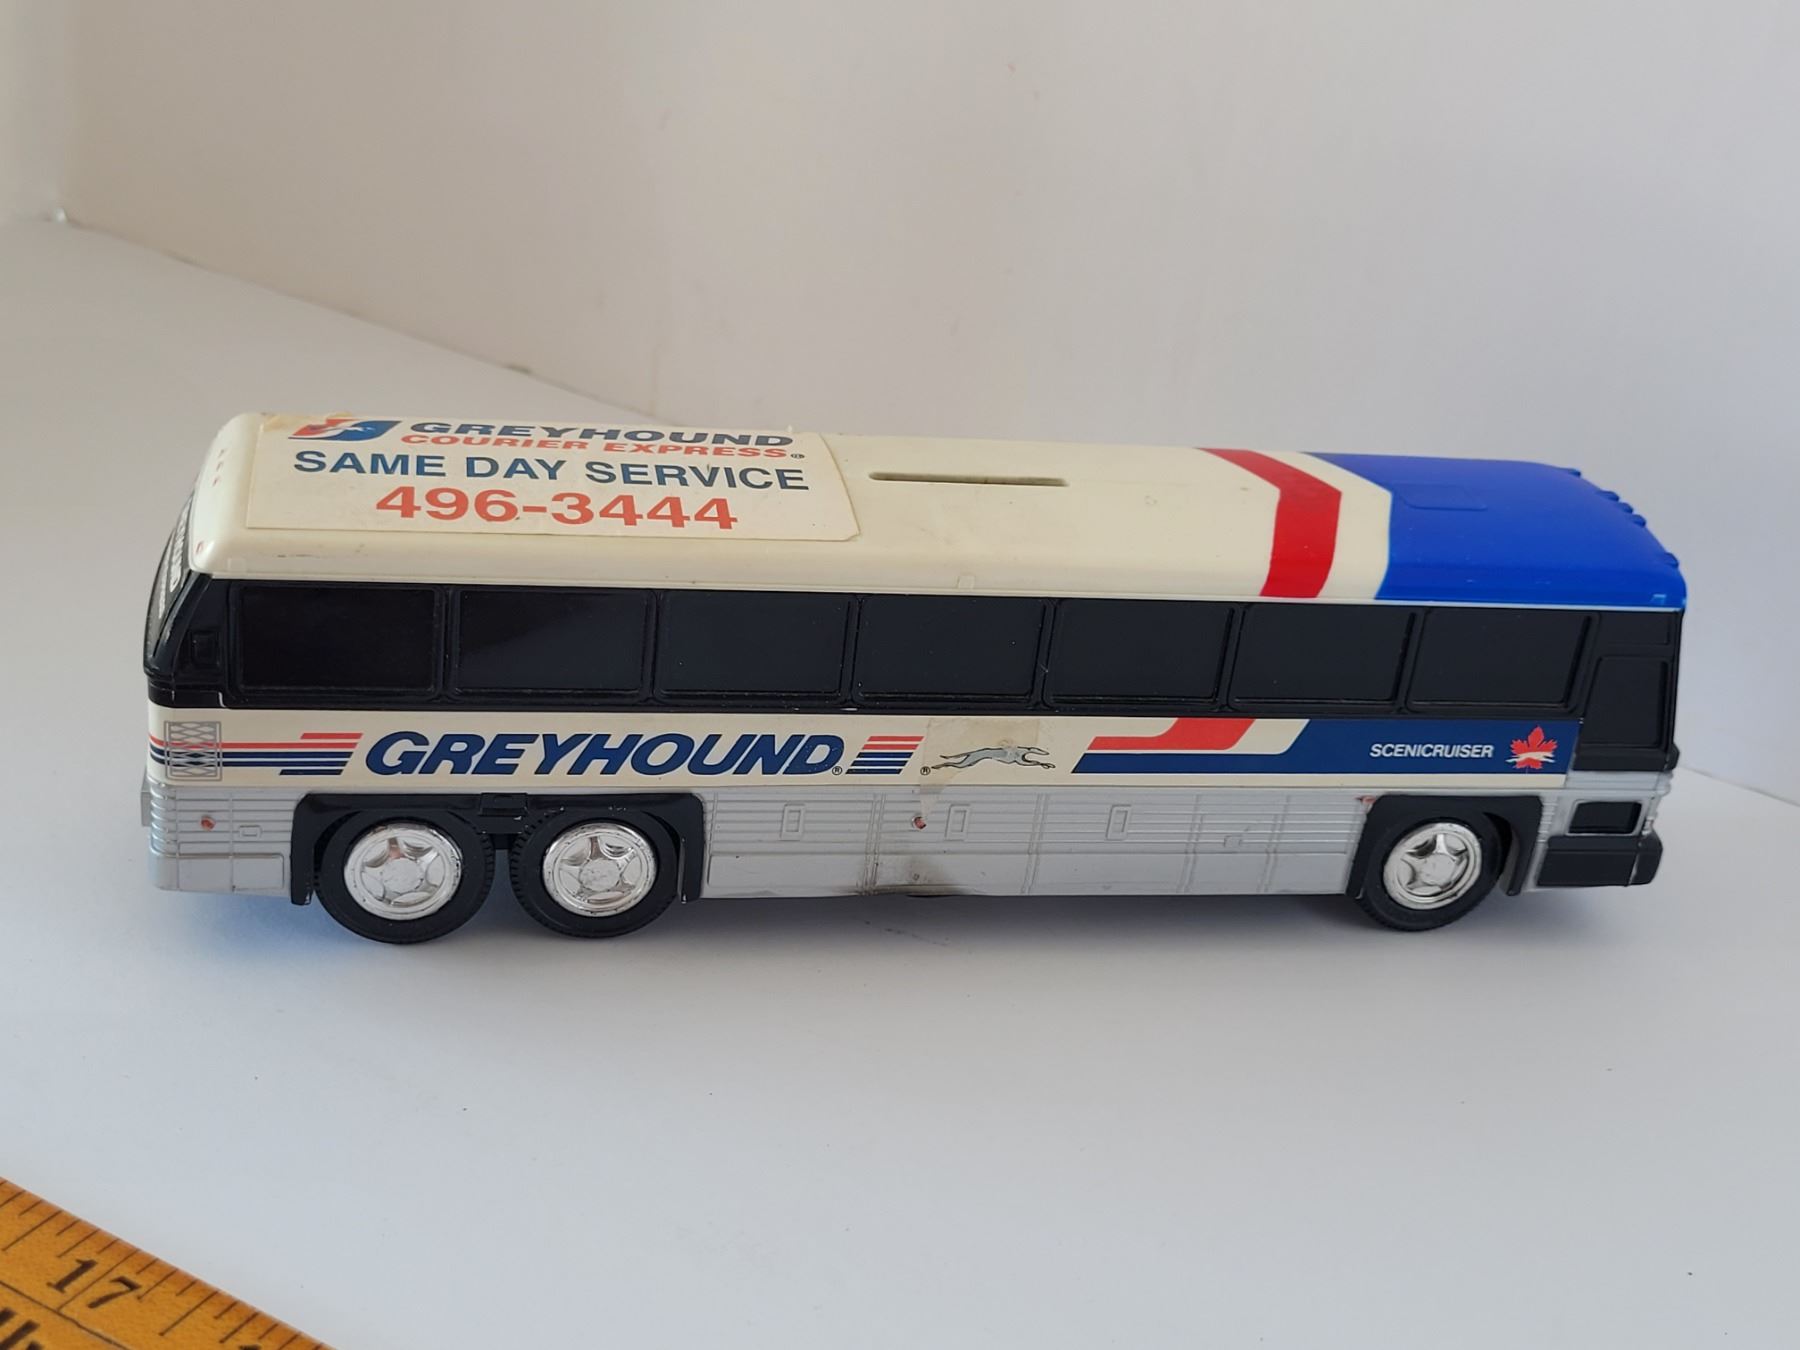 GREYHOUND
COURIER EXPRESS®
SAME DAY SERVICE
496-3444
GREYHOUND® ®
SCENICRUISER
17